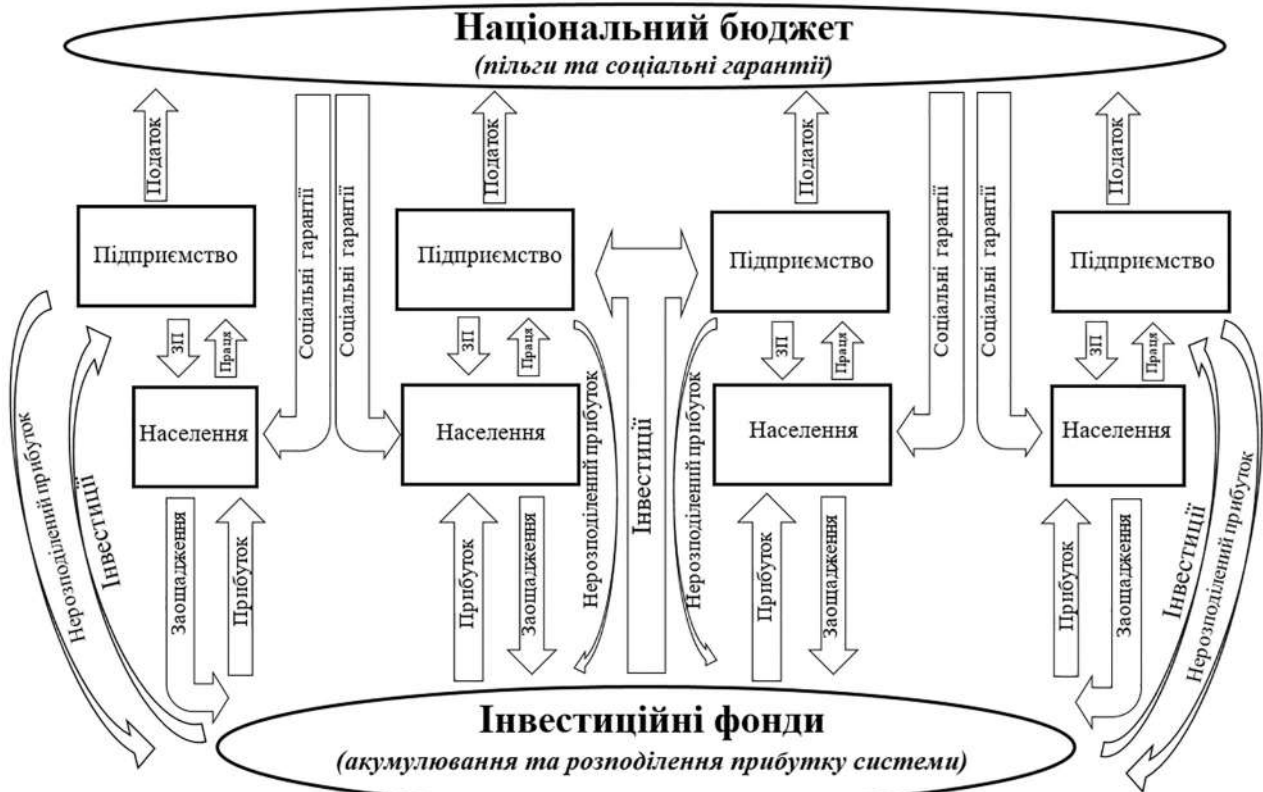 Національний бюджет
(пільги та соціальні гарантії)
Податок
Податок
Податок
Податок
Соціальні гарантії
Соціальні гарантії
Соціальні гарантії
Соціальні гарантії
Підприємство
Підприємство
Підприємство
Підприємство
ЗП
Праця
ЗП
Праця
ЗП
Праця
ЗП
Праця
Населення
Населення
Населення
Населення
Нерозподілений прибуток
Інвестиції
Заощадження
Прибуток
Прибуток
Заощадження
Нерозподілений прибуток
Інвестиції
Нерозподілений прибуток
Прибуток
Заощадження
Прибуток
Заощадження
Інвестиції
Нерозподілений прибуток
Інвестиційні фонди
(акумулювання та розподілення прибутку системи)